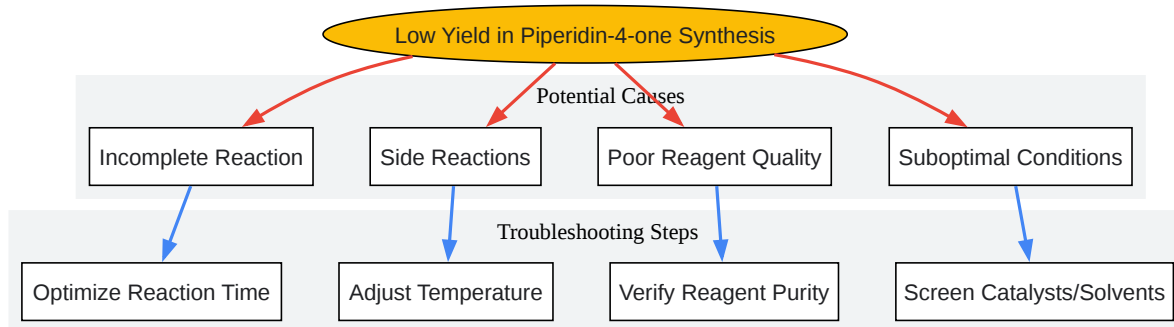 Low Yield in Piperidin-4-one Synthesis
Potential Causes
Incomplete Reaction
Side Reactions
Poor Reagent Quality
Suboptimal Conditions
Troubleshooting Steps
Optimize Reaction Time
Adjust Temperature
Verify Reagent Purity
Screen Catalysts/Solvents